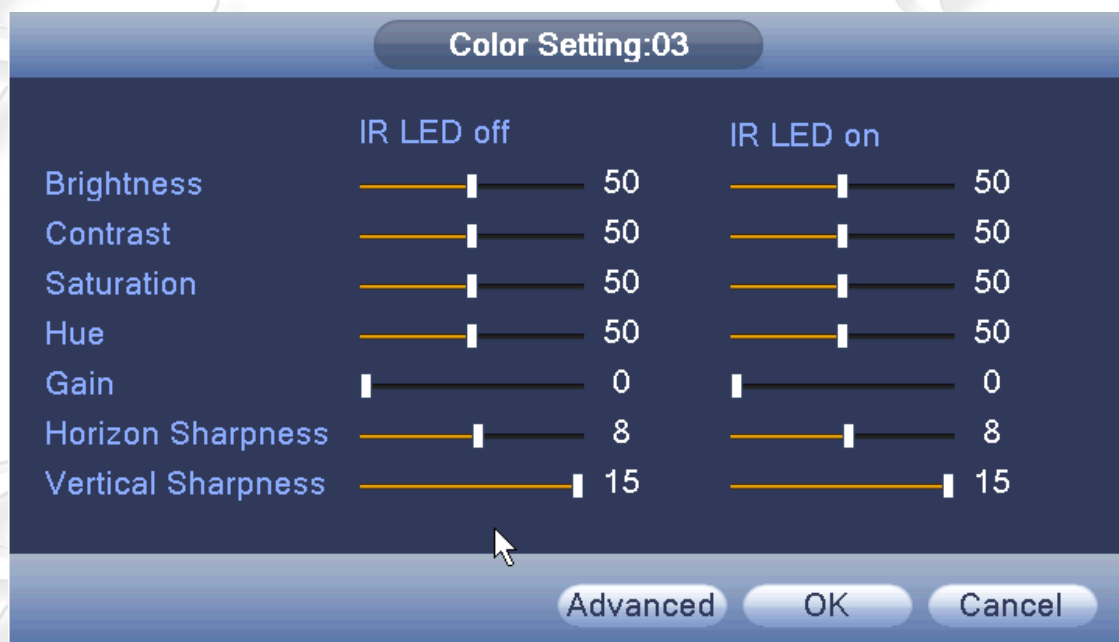 Color Setting:03
IR LED off IR LED on
Brightness 50 50
Contrast 50 50
Saturation 50 50
Hue 50 50
Gain 0 0
Horizon Sharpness 8 8
Vertical Sharpness 15 15
Advanced OK Cancel